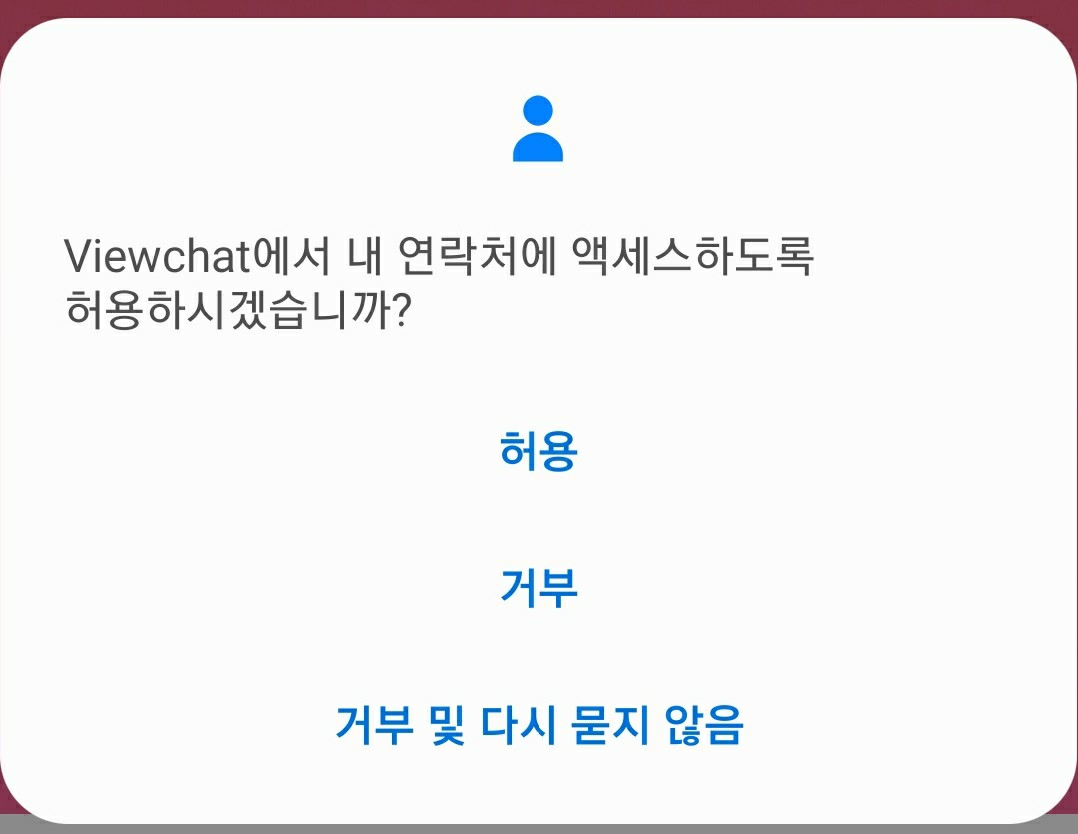 Viewchat에서 내 연락처에 액세스하도록
허용하시겠습니까?
허용
거부
거부 및 다시 묻지 않음